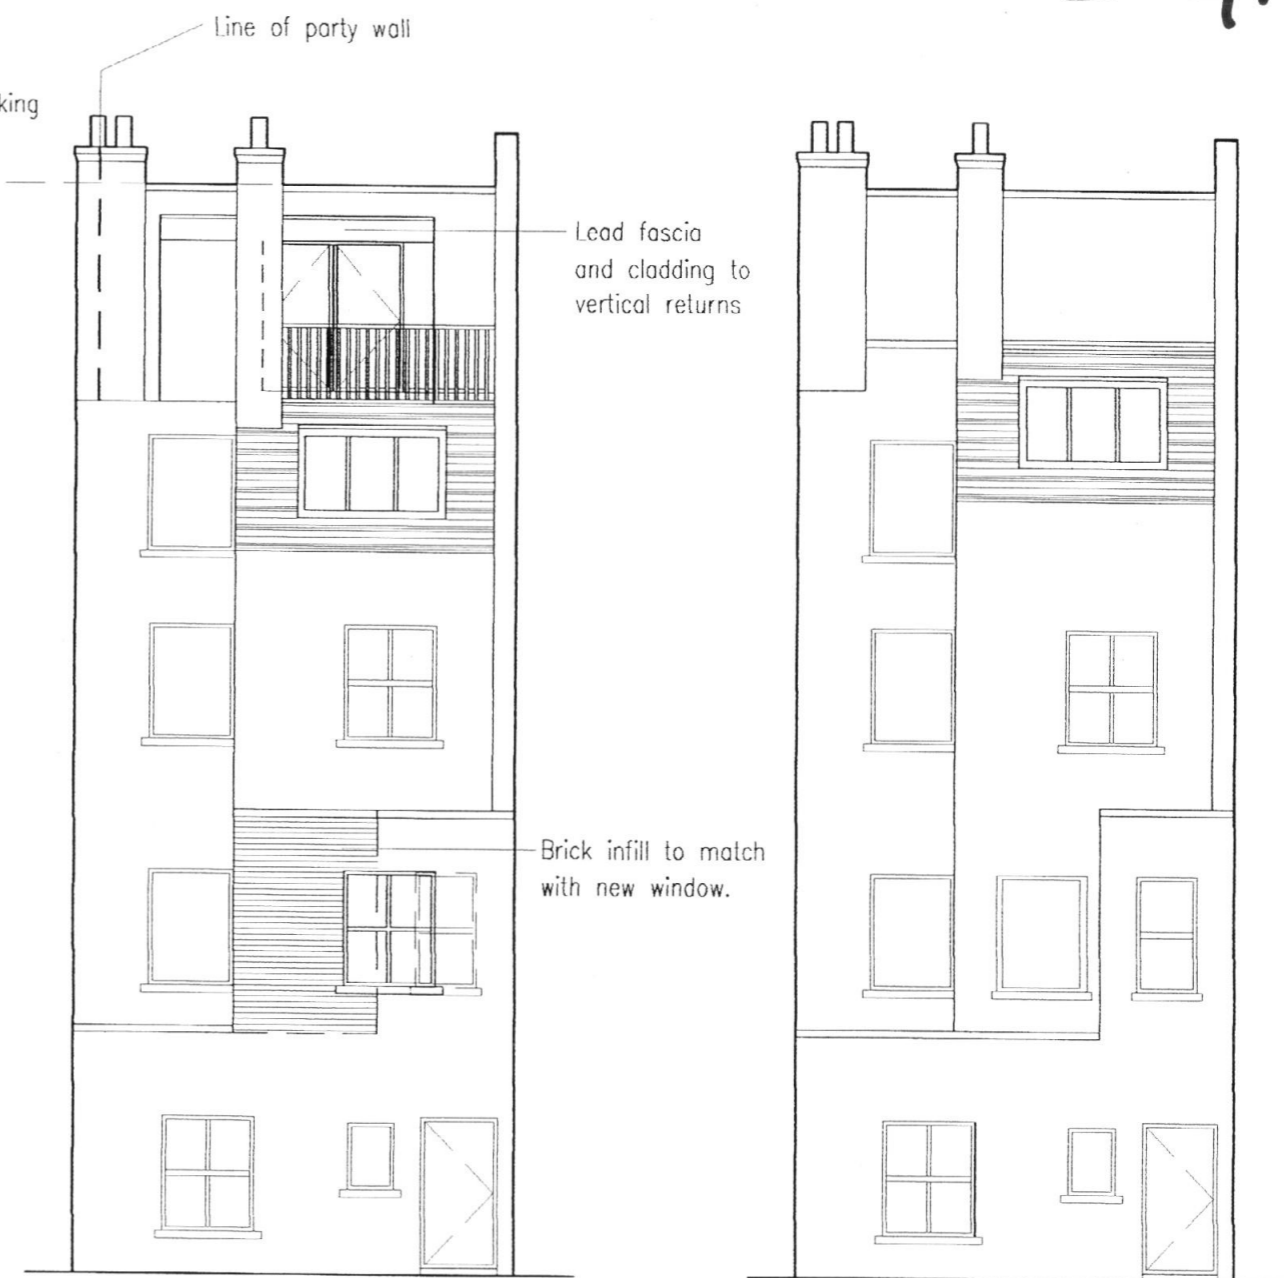 Line of party wall
king
Lead fascia
and cladding to
vertical returns
Brick infill to match
with new window.